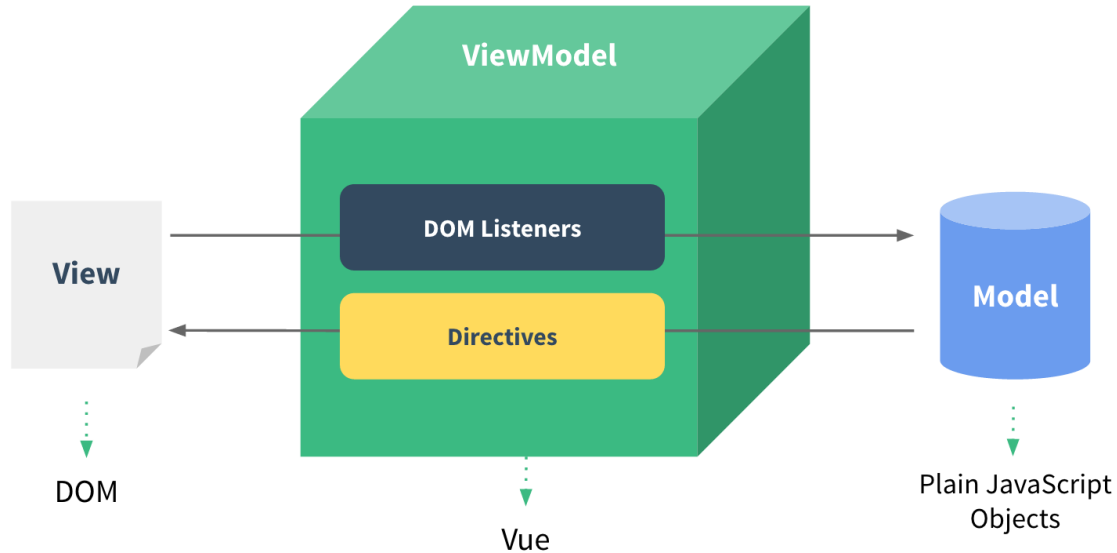 ViewModel
DOM Listeners
View
Model
Directives
DOM
Plain JavaScript
Objects
Vue